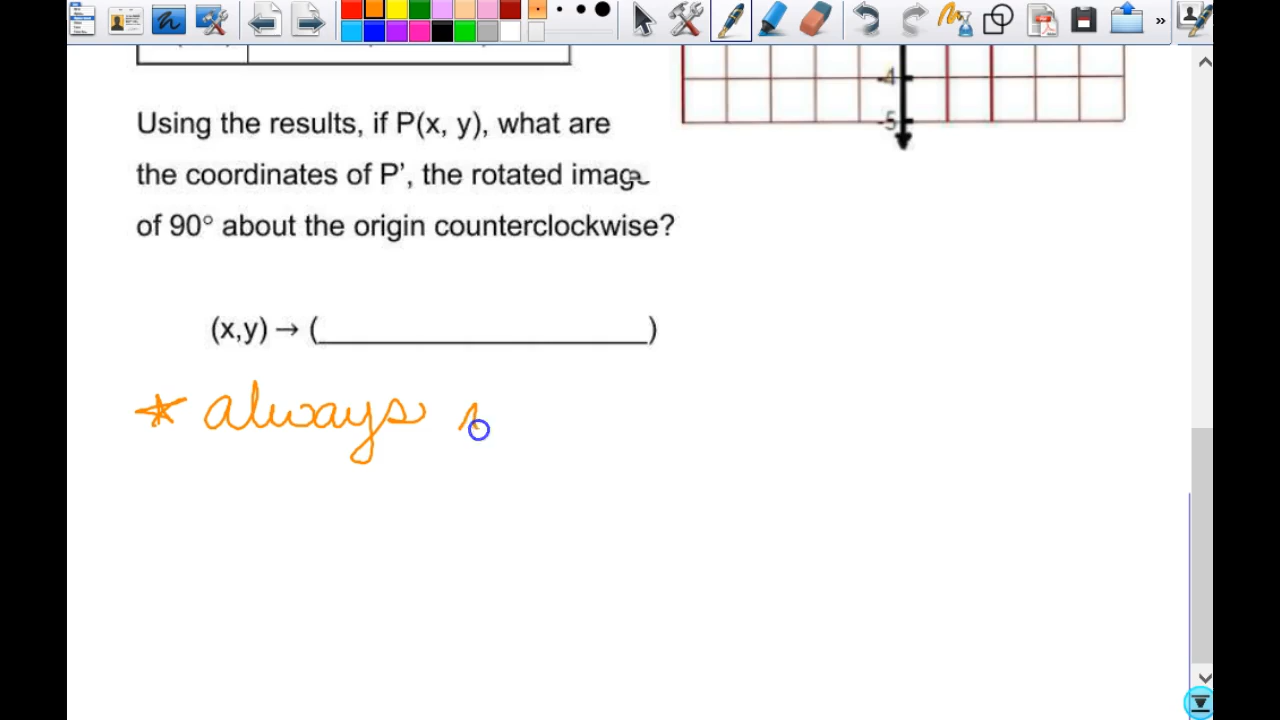 -4
-5
Using the results, if P(x, y), what are
the coordinates of P’, the rotated image
of 90° about the origin counterclockwise?
(x,y) → (______________________)
* always